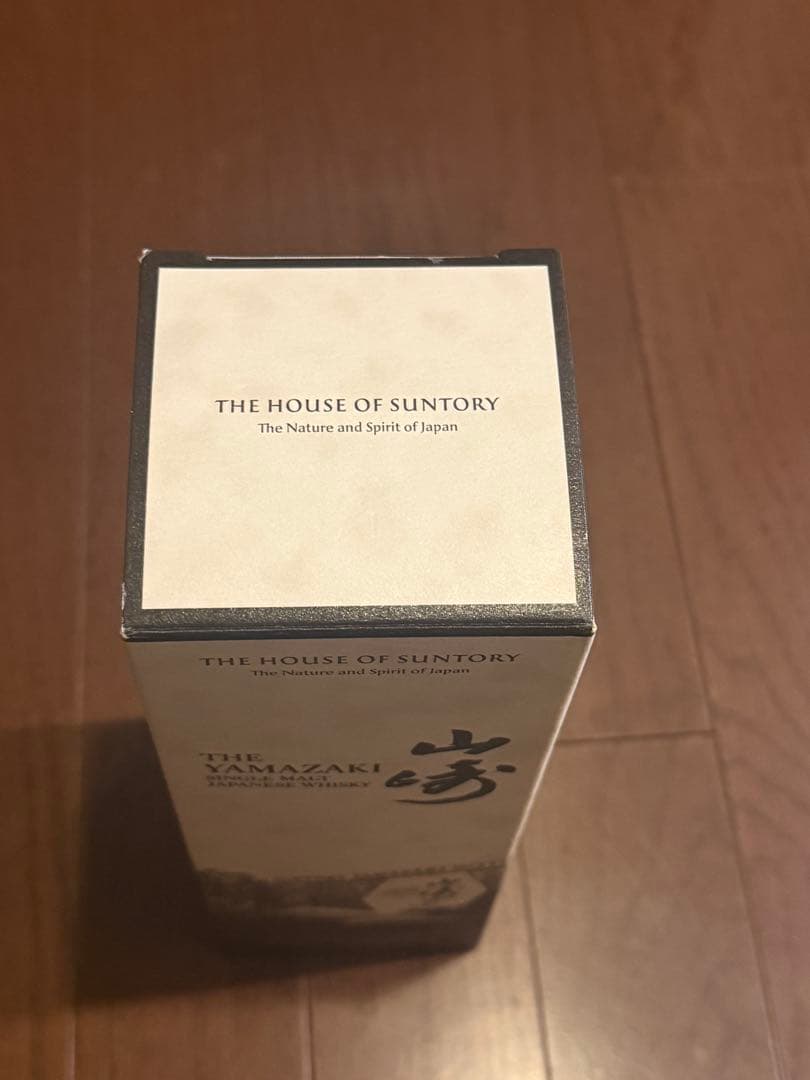 THE HOUSE OF SUNTORY
The Nature and Spirit of Japan
THE HOUSE OF SUNTORY
The Nature and Spirit of Japan
THE
YAMAZAKI
SINGLE MALT
JAPANESE WHISKY
山崎